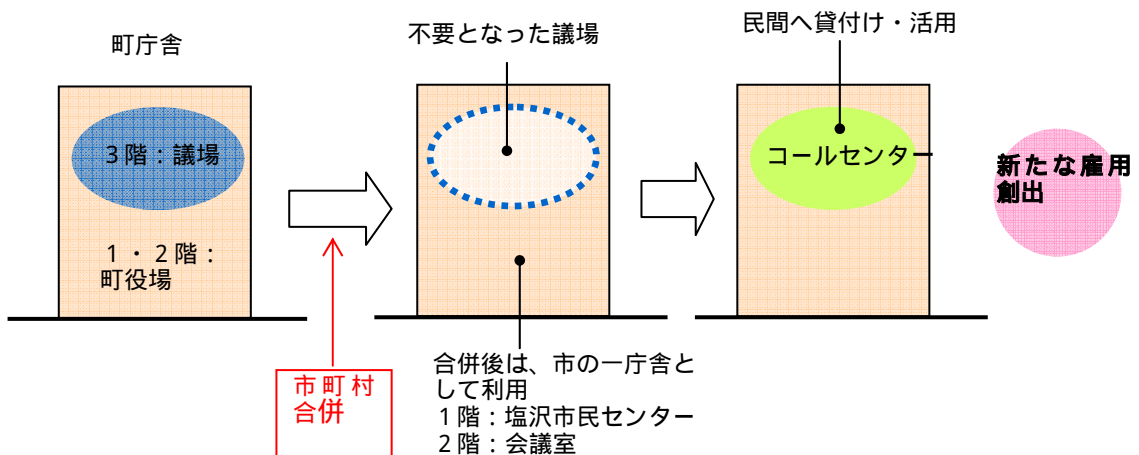 町庁舎
3階：議場
1・2階：
町役場
市町村
合併
不要となった議場
合併後は、市の一庁舎と
して利用
1階：塩沢市民センター
2階：会議室
民間へ貸付け・活用
コールセンター
新たな雇用
創出